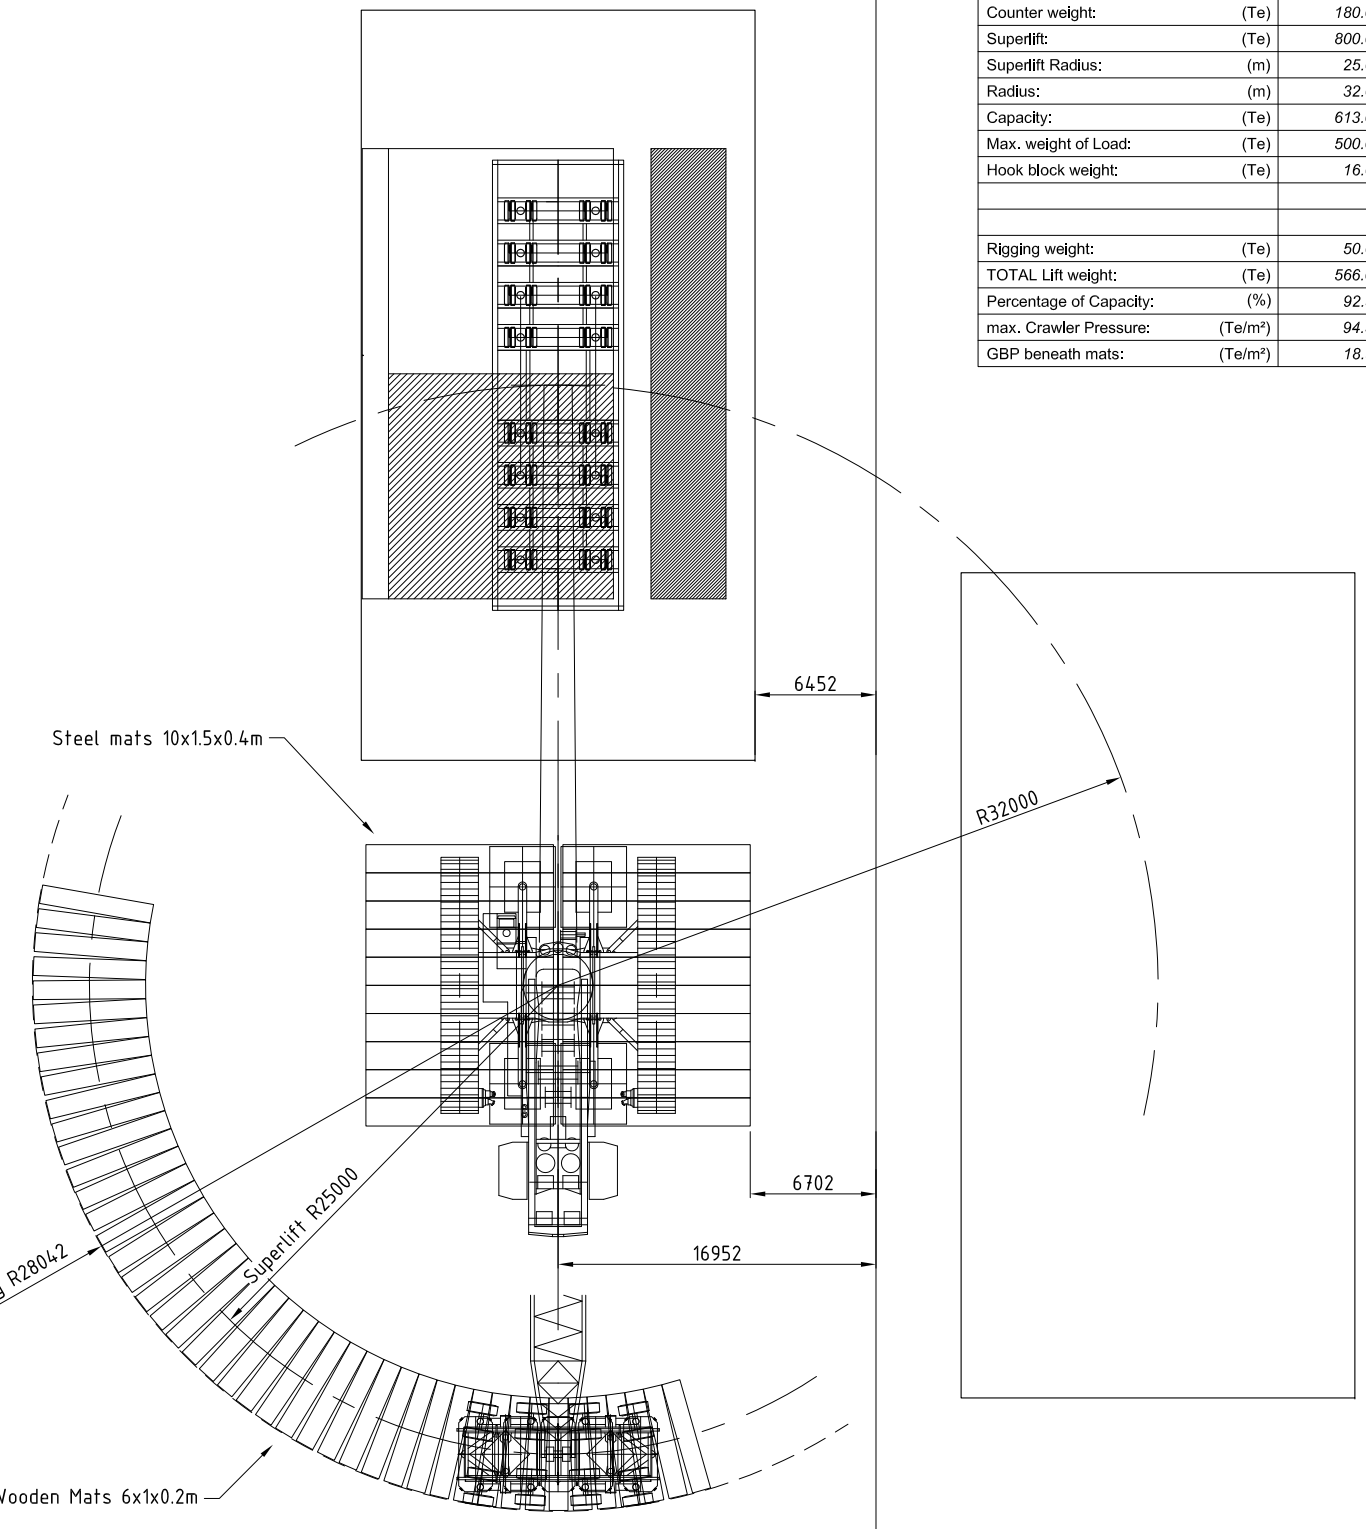 Counter weight: (Te) 180.
Superlift: (Te) 800.
Superlift Radius: (m) 25.
Radius: (m) 32.
Capacity: (Te) 613.
Max. weight of Load: (Te) 500.
Hook block weight: (Te) 16.
Rigging weight: (Te) 50.
TOTAL Lift weight: (Te) 566.
Percentage of Capacity: (%) 92.
max. Crawler Pressure: (Te/m²) 94.
GBP beneath mats: (Te/m²) 18.
6452
Steel mats 10x1.5x0.4m
R32000
6702
Superlift R25000
16952
R28042
Wooden Mats 6x1x0.2m